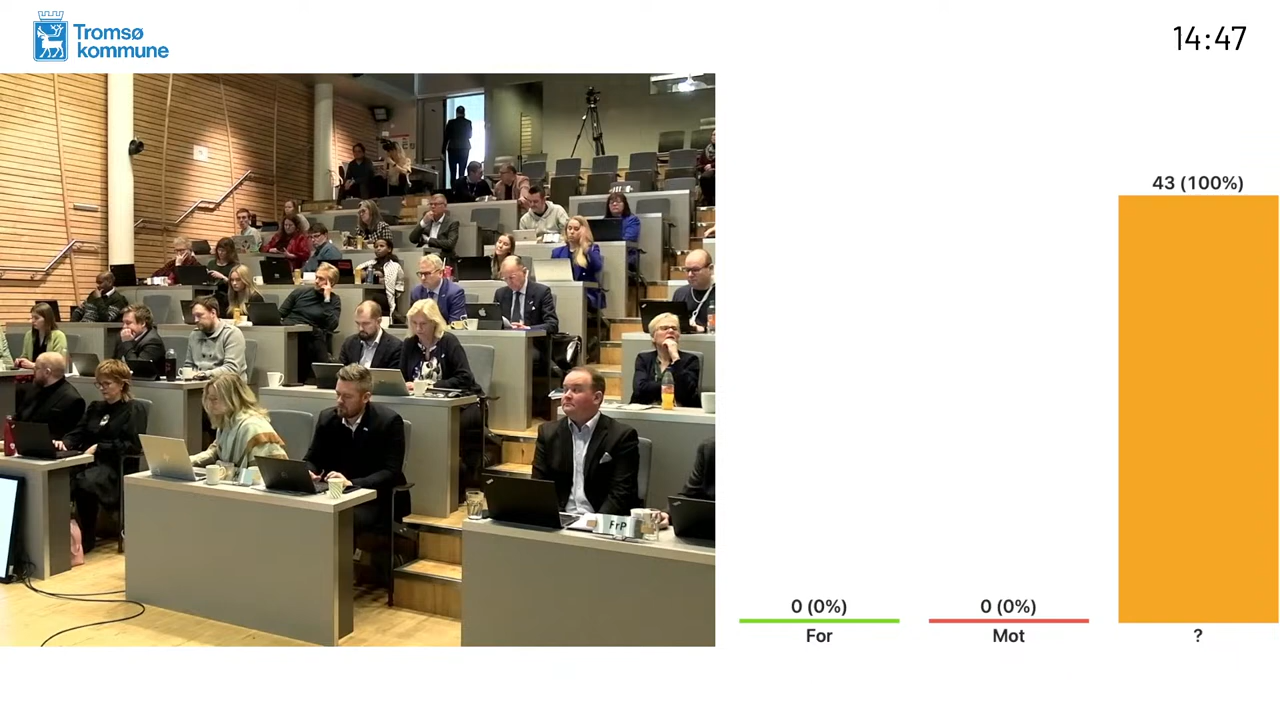 Tromsø
kommune
14:47
43 (100%)
0 (0%)
0 (0%)
For
Mot
?
FrP